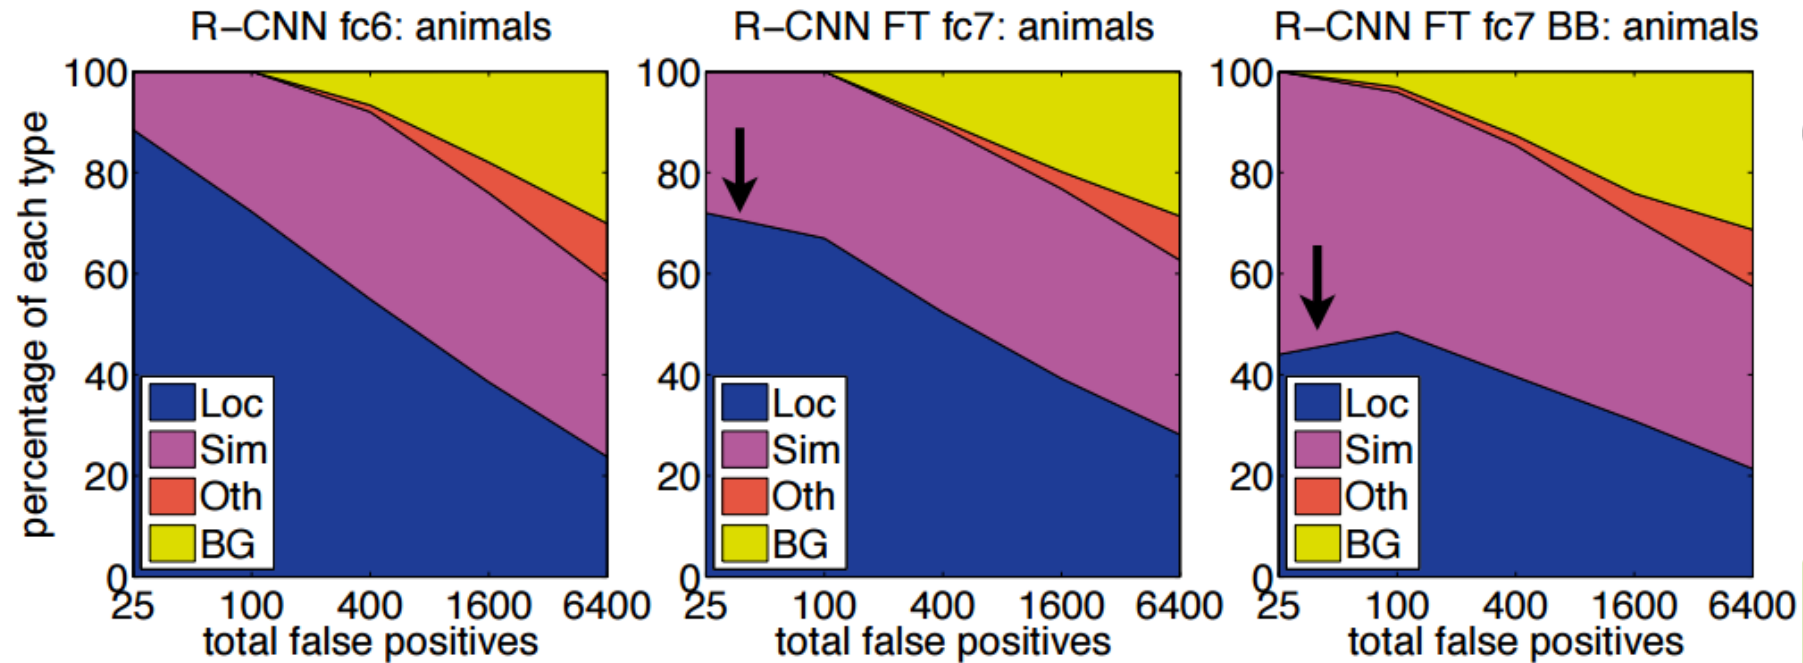 R−CNN fc6: animals
R−CNN FT fc7: animals
R−CNN FT fc7 BB: animals
percentage of each type
100
80
60
40
20
0
Loc
Sim
Oth
BG
25 100 400 1600 6400
total false positives
100
80
60
40
20
0
Loc
Sim
Oth
BG
25 100 400 1600 6400
total false positives
100
80
60
40
20
0
Loc
Sim
Oth
BG
25 100 400 1600 6400
total false positives